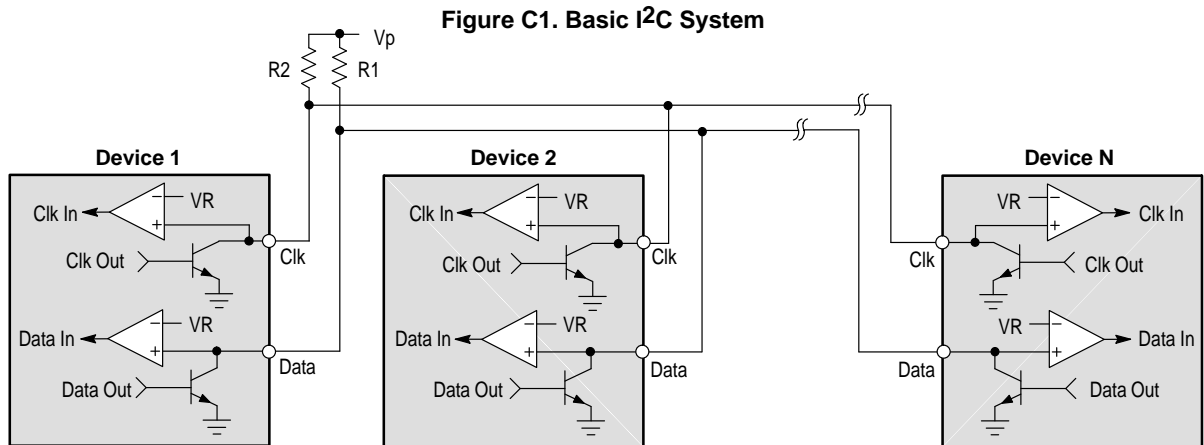 Figure C1. Basic I2C System
Vp
R2
R1
Device 1
VR
Clk In
Clk Out
Clk
VR
Data In
Data Out
Data
Device 2
VR
Clk In
Clk Out
Clk
VR
Data In
Data Out
Data
Device N
VR
Clk In
Clk
Clk Out
VR
Data In
Data
Data Out